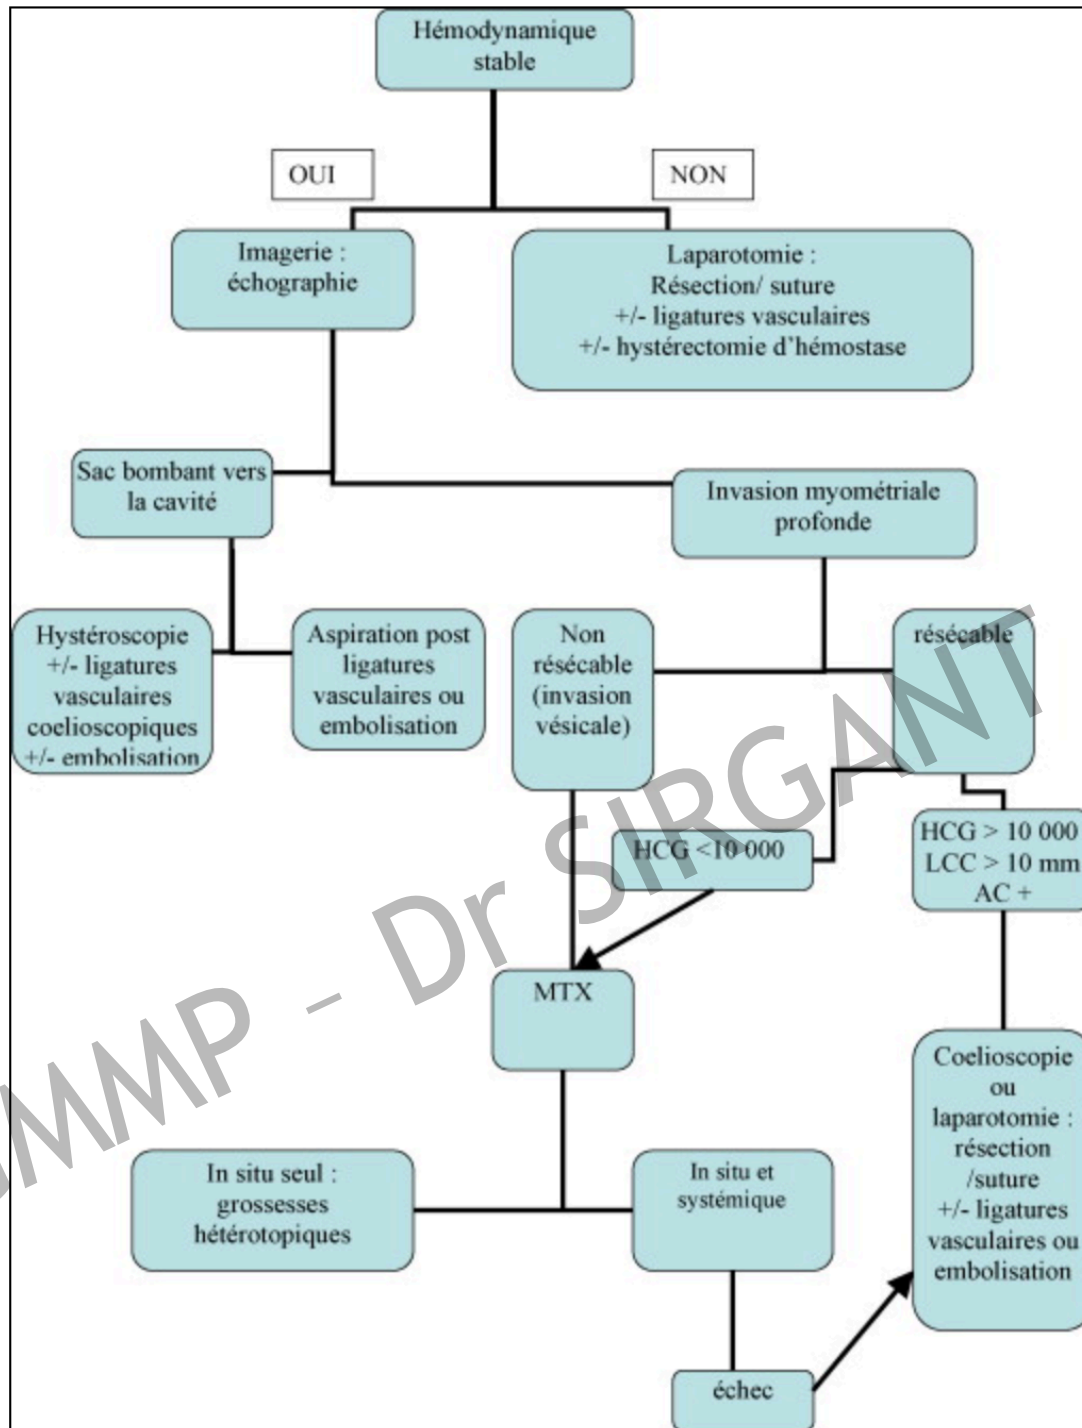 Hémodynamique
stable
OUI
NON
Imagerie :
échographie
Laparotomie :
Résection/ suture
+/- ligatures vasculaires
+/- hystérectomie d’hémostase
Sac bombant vers
la cavité
Invasion myométriale
profonde
Hystéroscopie
+/- ligatures
vasculaires
coelioscopiques
+/- embolisation
Aspiration post
ligatures
vasculaires ou
embolisation
Non
résécable
(invasion
vésicale)
résécable
HCG <10 000
HCG > 10 000
LCC > 10 mm
AC +
MTX
In situ seul :
grossesses
hétérotopiques
In situ et
systémique
Coelioscopie
ou
laparotomie :
résection
/suture
+/- ligatures
vasculaires ou
embolisation
échec
MMP - Dr SIRGANT